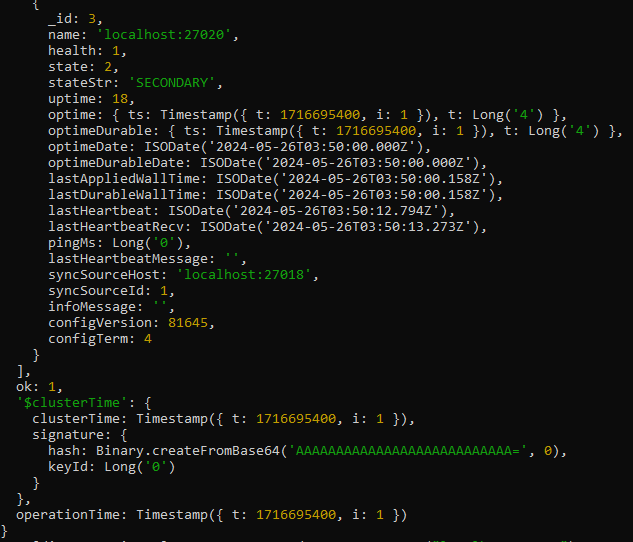 {
_id: 3,
name: 'localhost:27020',
health: 1,
state: 2,
stateStr: 'SECONDARY',
uptime: 18,
optime: { ts: Timestamp({ t: 1716695400, i: 1 }), t: Long('4') },
optimeDurable: { ts: Timestamp({ t: 1716695400, i: 1 }), t: Long('4') },
optimeDate: ISODate('2024-05-26T03:50:00.000Z'),
optimeDurableDate: ISODate('2024-05-26T03:50:00.000Z'),
lastAppliedWallTime: ISODate('2024-05-26T03:50:00.158Z'),
lastDurableWallTime: ISODate('2024-05-26T03:50:00.158Z'),
lastHeartbeat: ISODate('2024-05-26T03:50:12.794Z'),
lastHeartbeatRecv: ISODate('2024-05-26T03:50:13.273Z'),
pingMs: Long('0'),
lastHeartbeatMessage: '',
syncSourceHost: 'localhost:27018',
syncSourceId: 1,
infoMessage: '',
configVersion: 81645,
configTerm: 4
}
],
ok: 1,
'$clusterTime': {
clusterTime: Timestamp({ t: 1716695400, i: 1 }),
signature: {
hash: Binary.createFromBase64('AAAAAAAAAAAAAAAAAAAAAAAAAAA=', 0),
keyId: Long('0')
}
},
operationTime: Timestamp({ t: 1716695400, i: 1 })
}